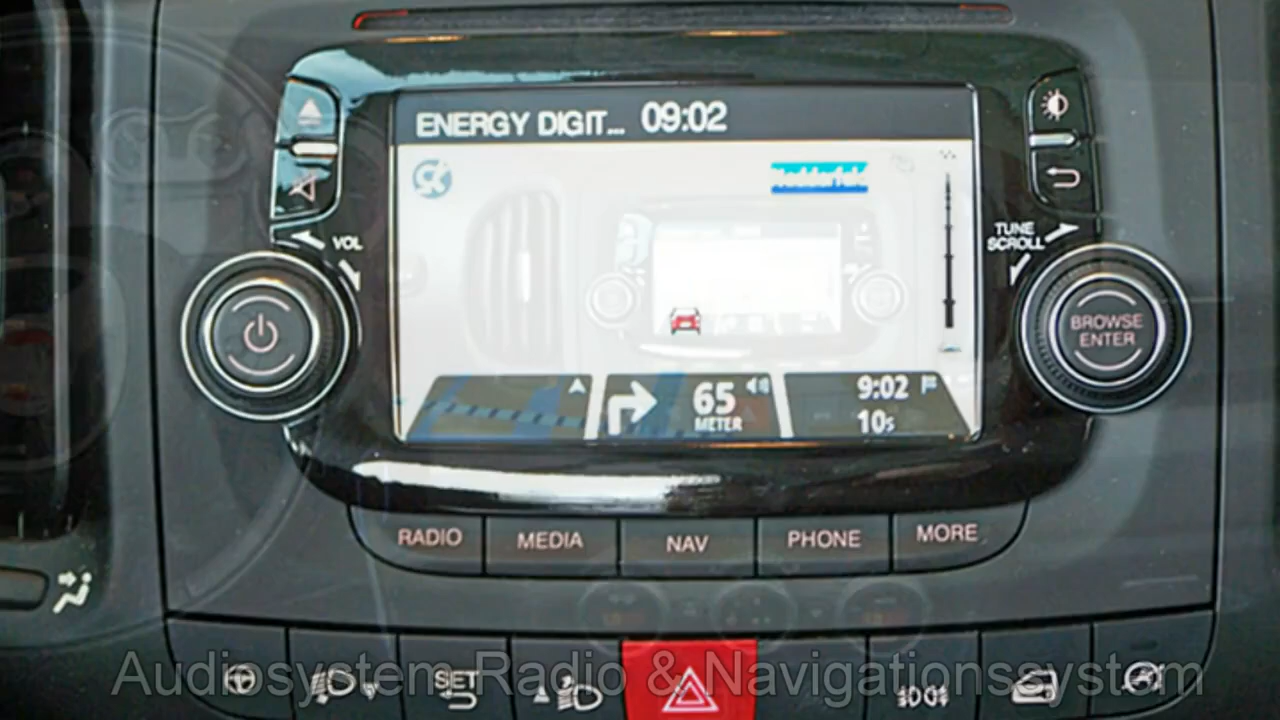 ENERGY DIGIT... 09:02
VOL
TUNE
SCROLL
BROWSE
ENTER
65
METER
9:02
10s
RADIO
MEDIA
NAV
PHONE
MORE
SET
Audiosystem Radio & Navigationssystem